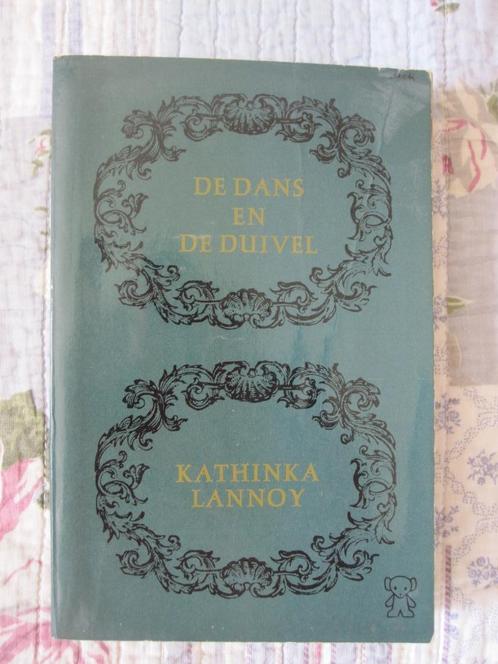 DE DANS
EN
DE DUIVEL
KATHINKA
LANNOY